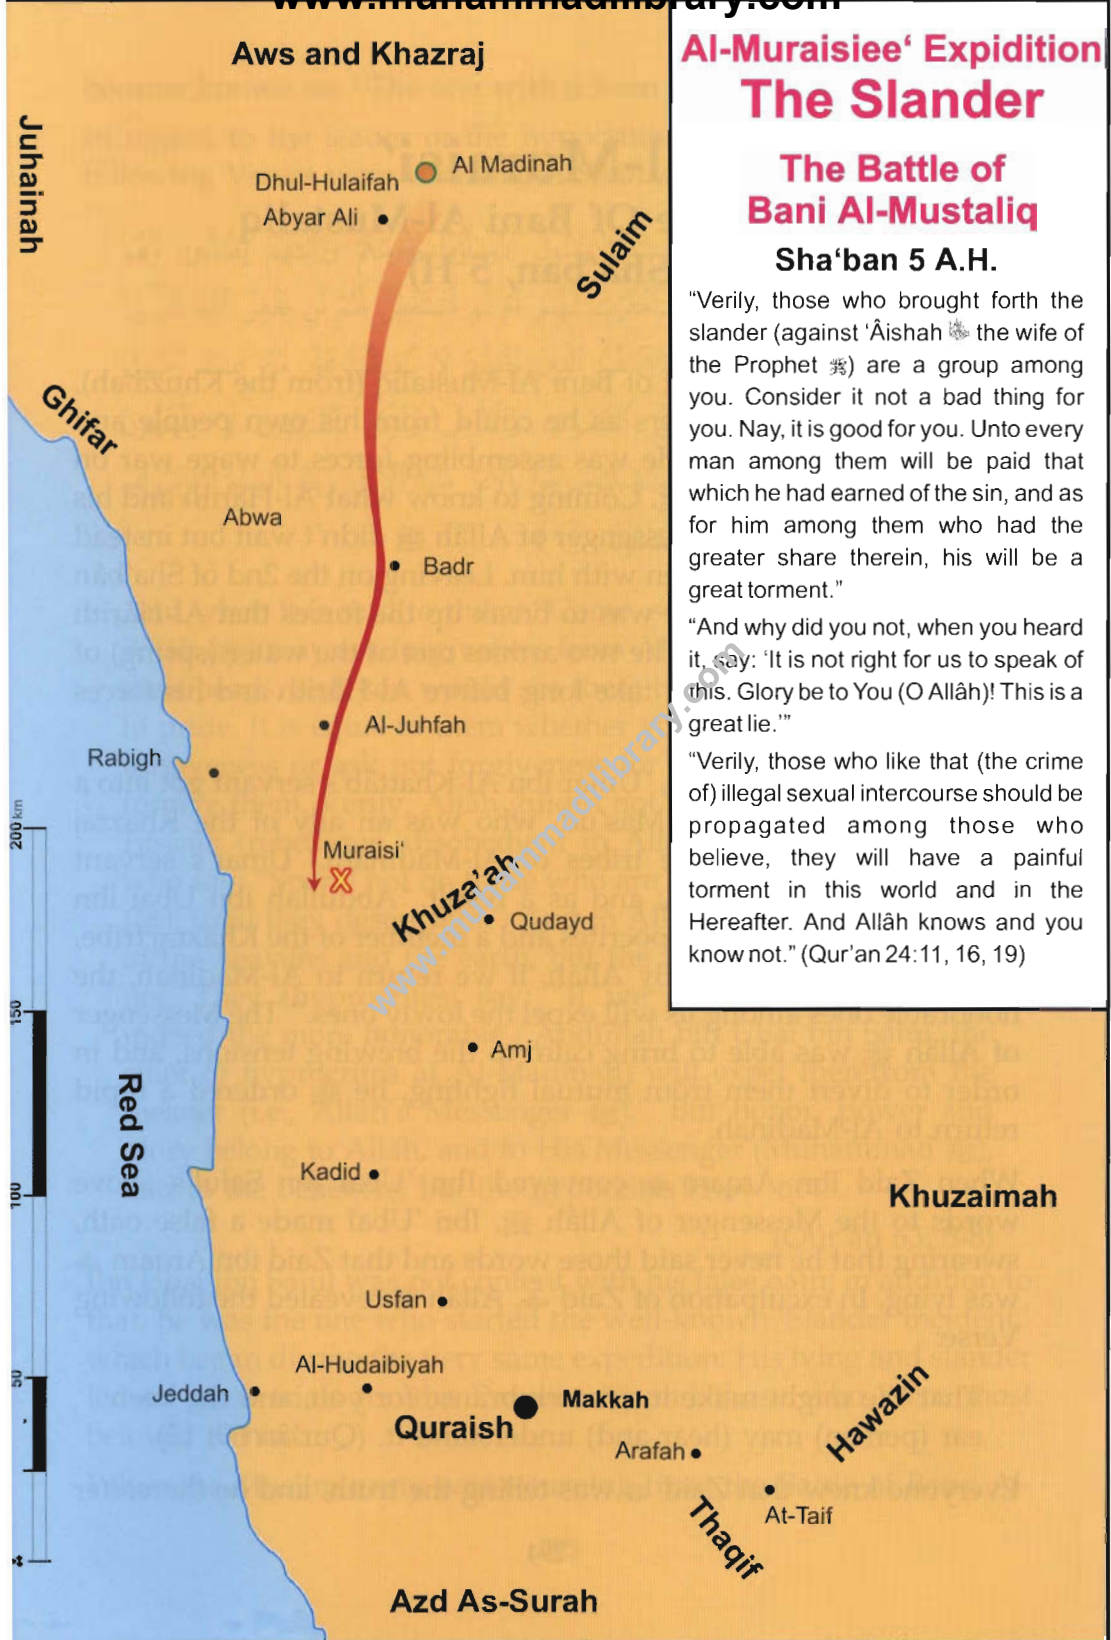 www.muhammadilibrary.com
Aws and Khazraj
Juhainah
Al Madinah
Dhul-Hulaifah
Abyar Ali
Sulaim
Ghifar
Abwa
Badr
Al-Juhfah
Rabigh
200 km
Muraisi‘
Khuza'ah
Qudayd
150
Amj
Red Sea
Kadid
100
Khuzaimah
Usfan
Al-Hudaibiyah
50
Jeddah
Makkah
Quraish
Arafah
Hawazin
At-Taif
Thaqif
Azd As-Surah
Al-Muraisiee‘ Expidition
The Slander
The Battle of
Bani Al-Mustaliq
Sha‘ban 5 A.H.
“Verily, those who brought forth the
slander (against ‘Âishah the wife of
the Prophet ﷺ) are a group among
you. Consider it not a bad thing for
you. Nay, it is good for you. Unto every
man among them will be paid that
which he had earned of the sin, and as
for him among them who had the
greater share therein, his will be a
great torment.”
“And why did you not, when you heard
it, say: ‘It is not right for us to speak of
this. Glory be to You (O Allâh)! This is a
great lie.’”
“Verily, those who like that (the crime
of) illegal sexual intercourse should be
propagated among those who
believe, they will have a painful
torment in this world and in the
Hereafter. And Allâh knows and you
know not.” (Qur’an 24:11, 16, 19)
www.muhammadilibrary.com